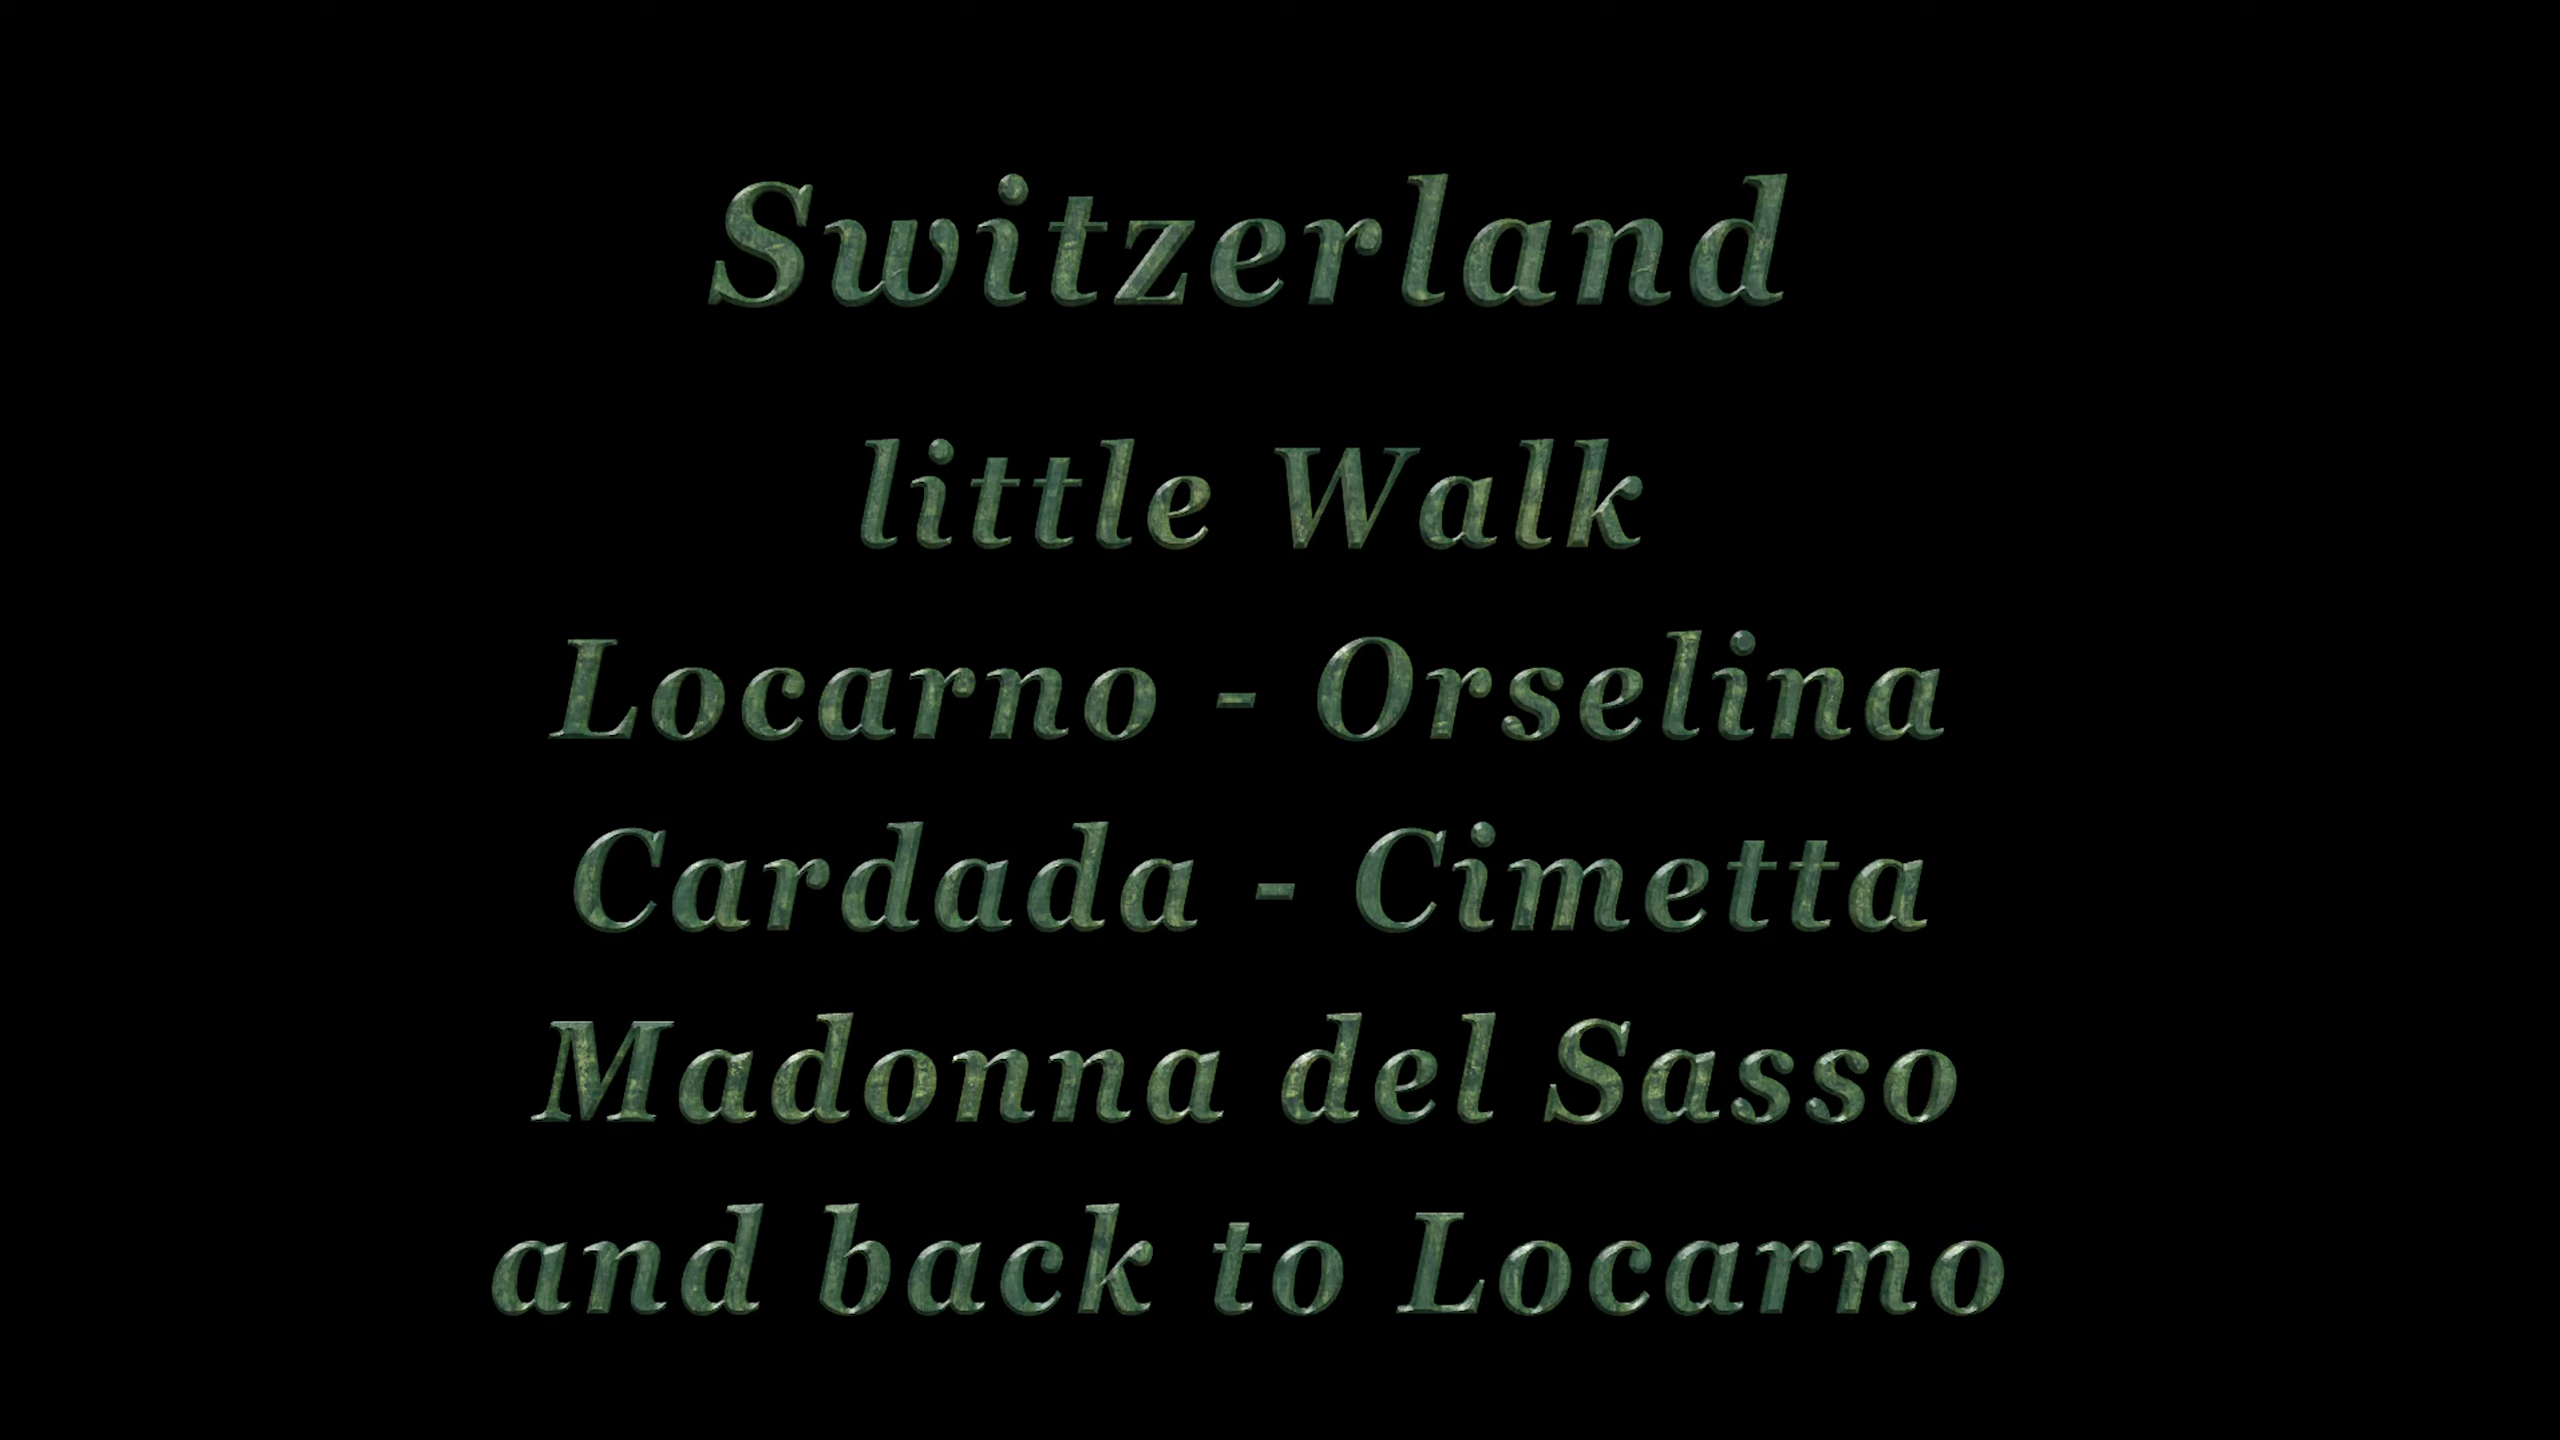 Switzerland
little Walk
Locarno - Orselina
Cardada - Cimetta
Madonna del Sasso
and back to Locarno